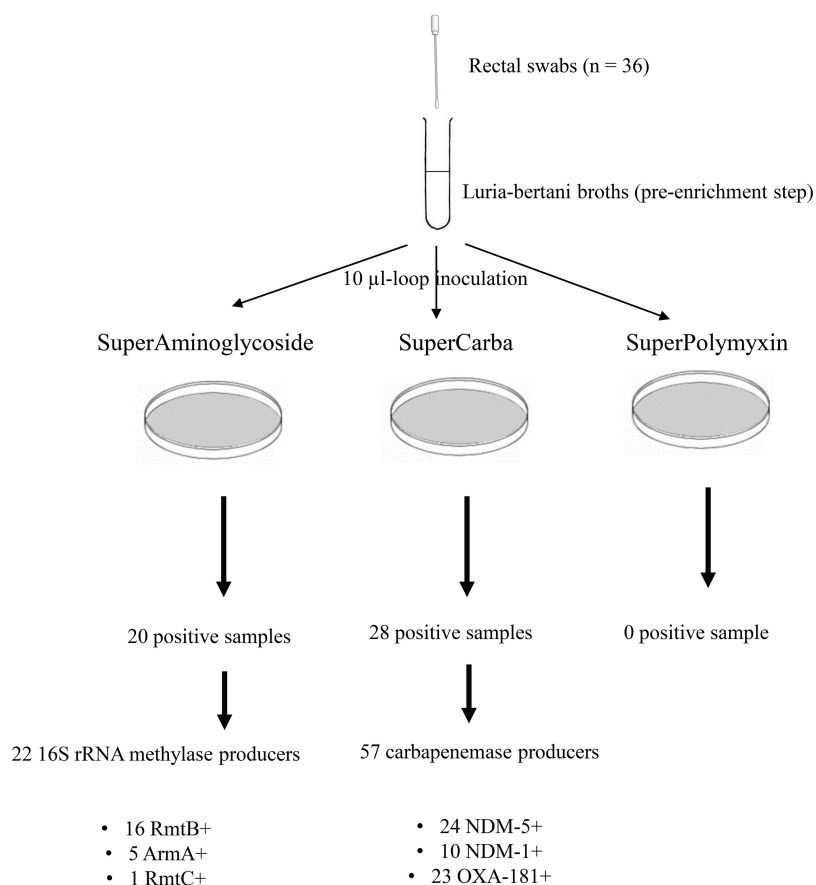 Rectal swabs (n = 36)
Luria-bertani broths (pre-enrichment step)
10 µl-loop inoculation
SuperAminoglycoside
SuperCarba
SuperPolymyxin
20 positive samples
28 positive samples
0 positive sample
22 16S rRNA methylase producers
57 carbapenemase producers
• 16 RmtB+
• 5 ArmA+
• 1 RmtC+
• 24 NDM-5+
• 10 NDM-1+
• 23 OXA-181+